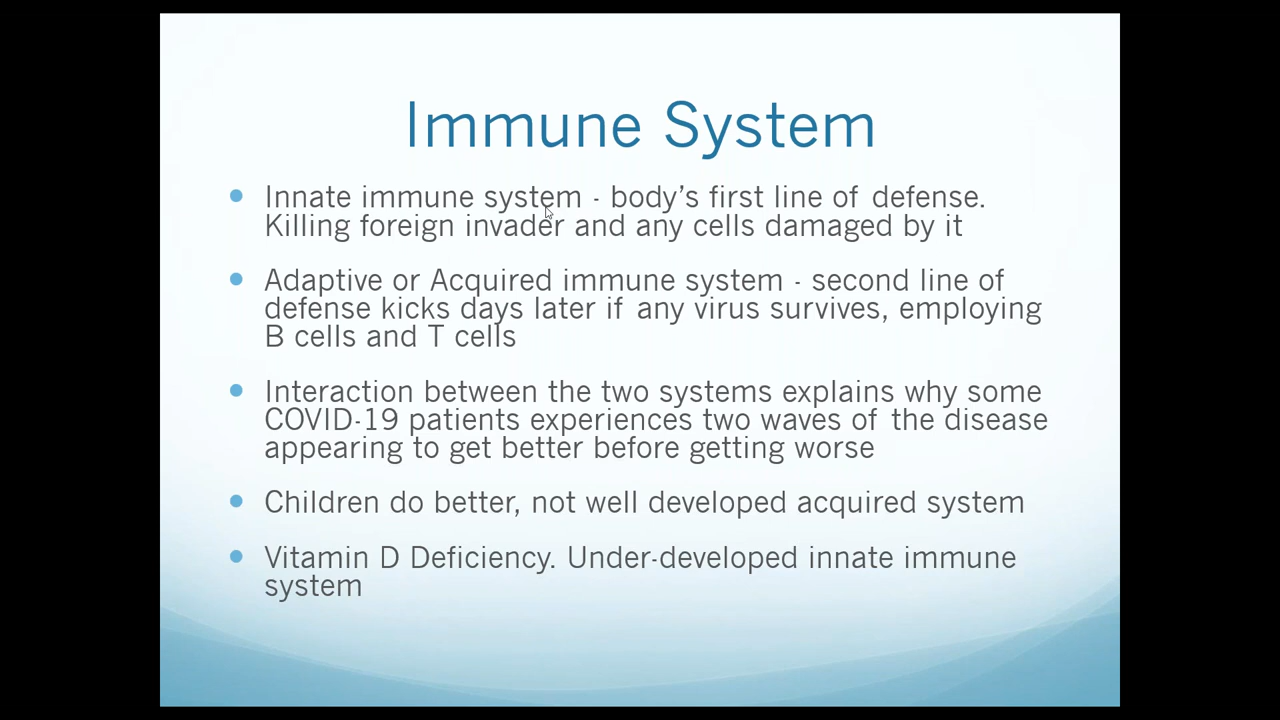 Immune System
Innate immune system - body’s first line of defense.
Killing foreign invader and any cells damaged by it
Adaptive or Acquired immune system - second line of
defense kicks days later if any virus survives, employing
B cells and T cells
Interaction between the two systems explains why some
COVID-19 patients experiences two waves of the disease
appearing to get better before getting worse
Children do better, not well developed acquired system
Vitamin D Deficiency. Under-developed innate immune
system